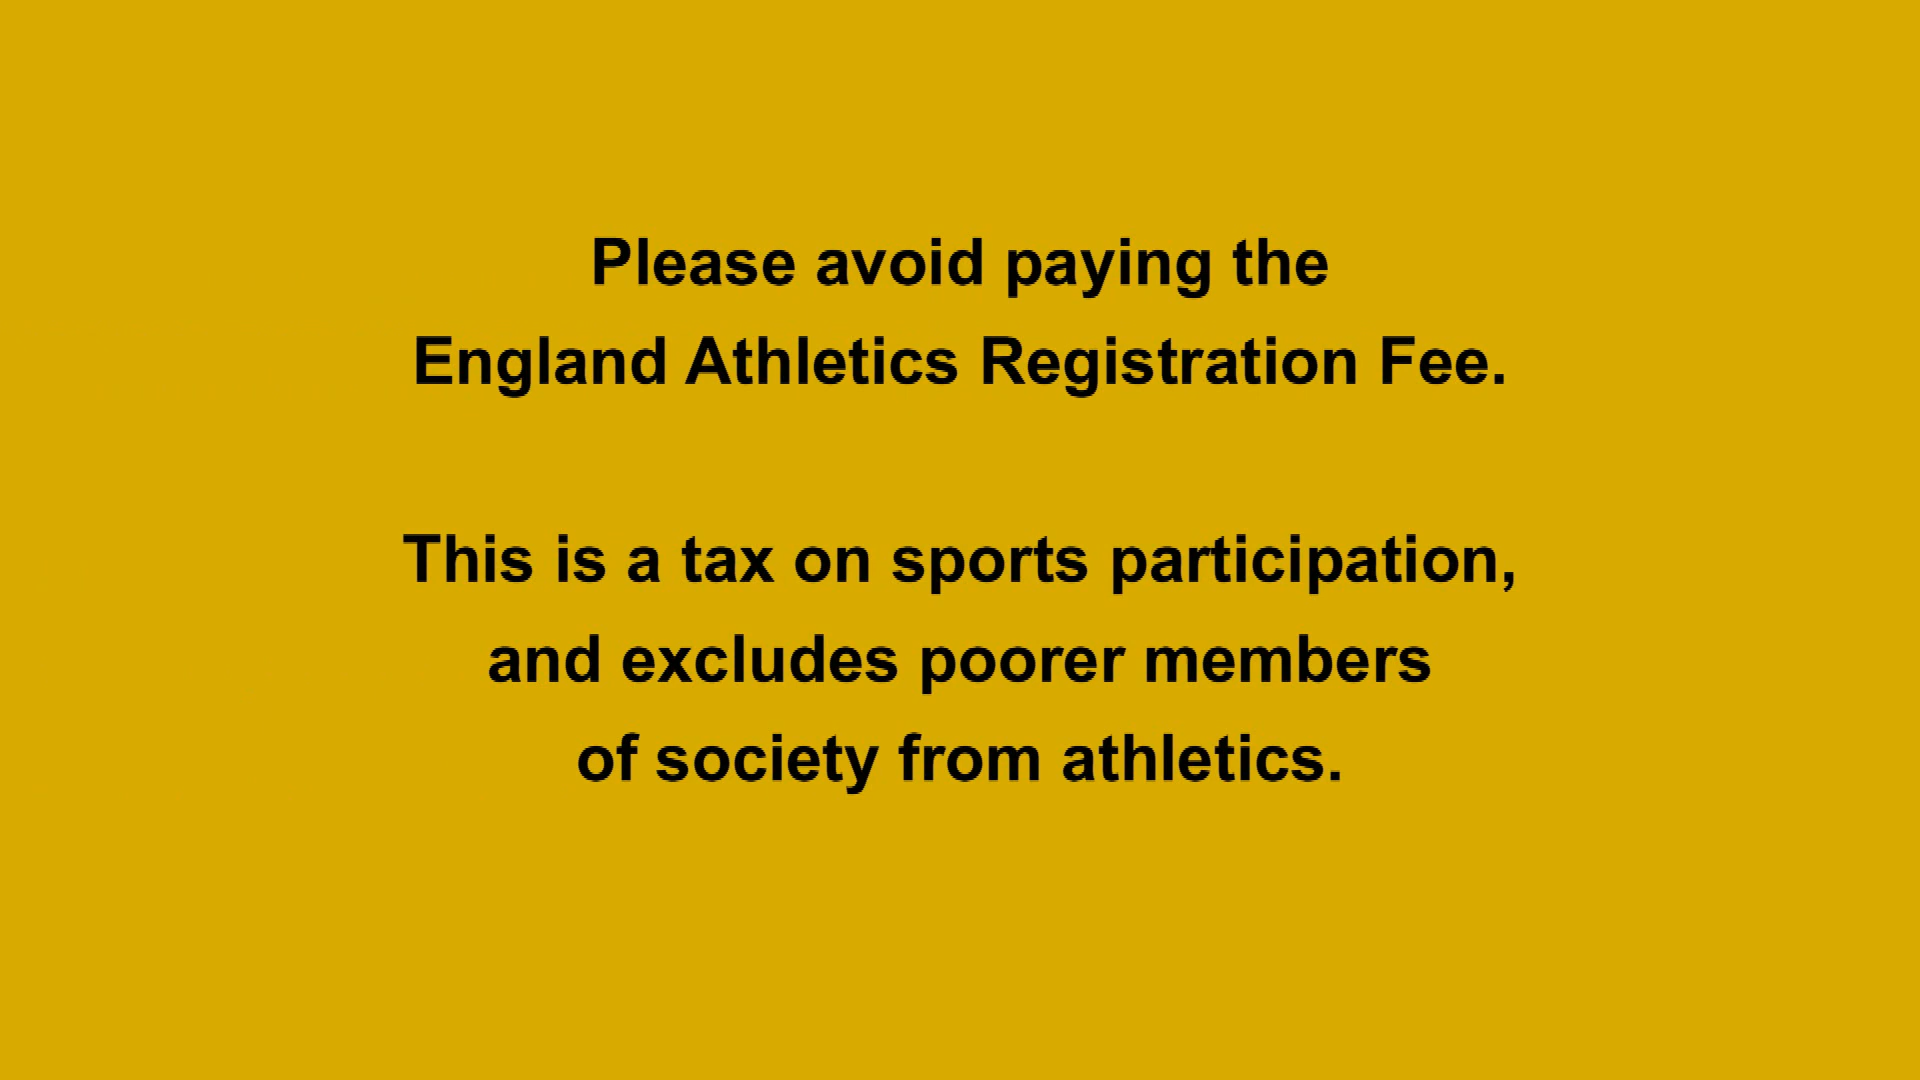 Please avoid paying the
England Athletics Registration Fee.
This is a tax on sports participation,
and excludes poorer members
of society from athletics.